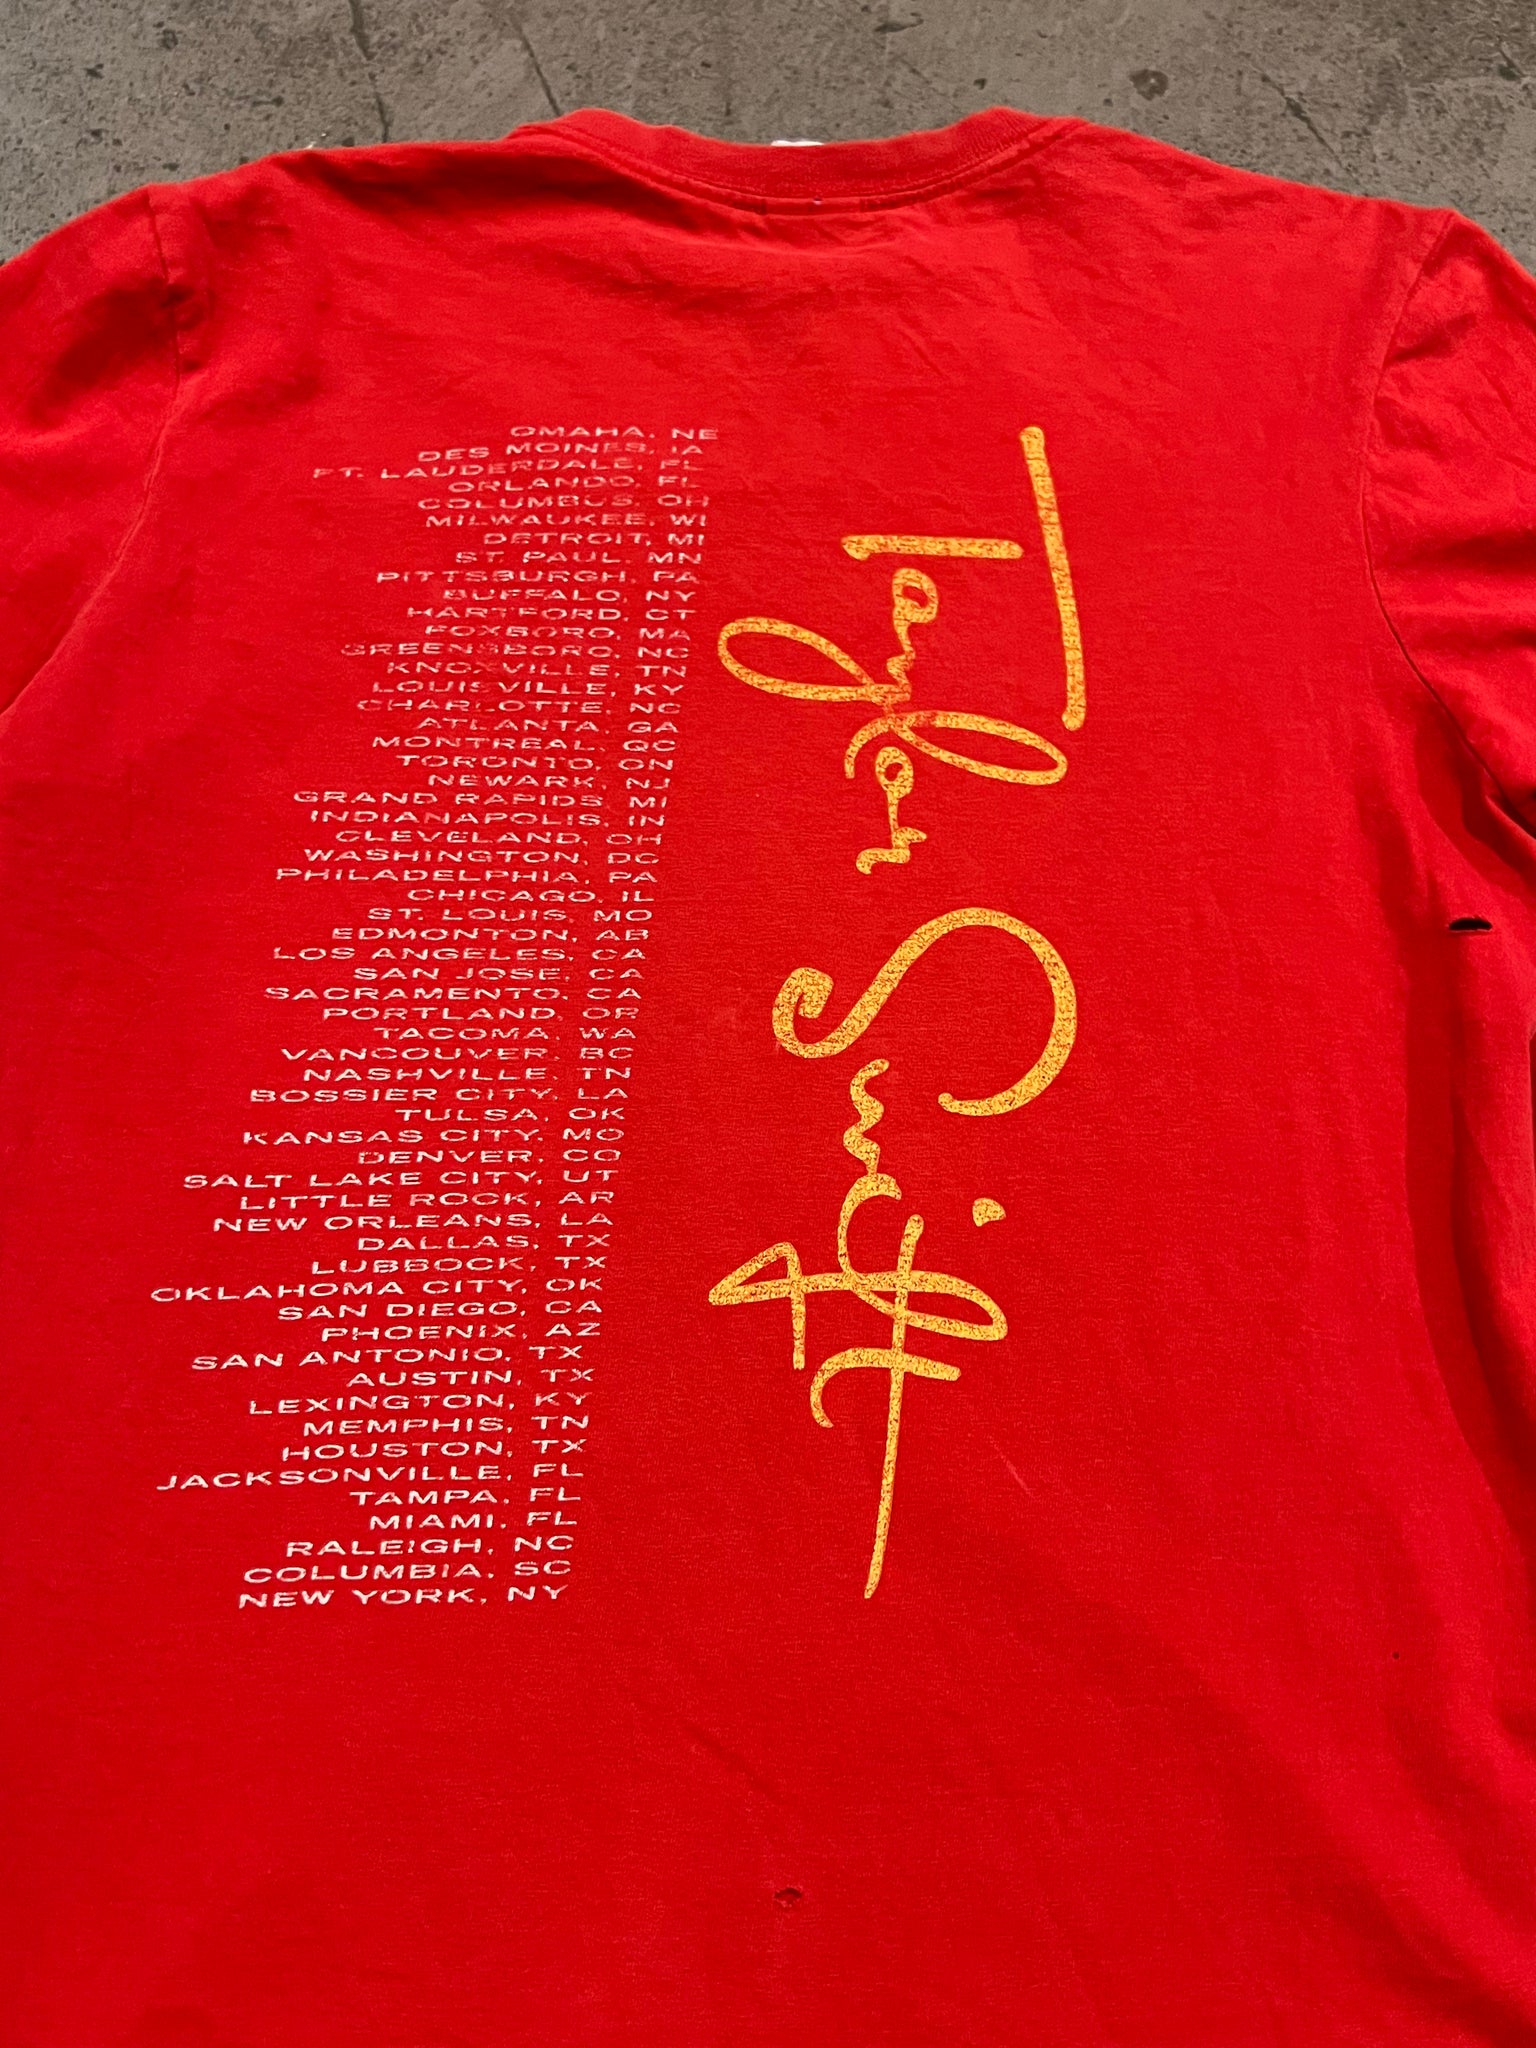 OMAHA, NE
DES MOINES, IA
FT. LAUDERDALE, FL
ORLANDO, FL
COLUMBUS, OH
MILWAUKEE, WI
DETROIT, MI
ST. PAUL, MN
PITTSBURGH, PA
BUFFALO, NY
HARTFORD, CT
FOXBORO, MA
GREENSBORO, NC
KNOXVILLE, TN
LOUISVILLE, KY
CHARLOTTE, NC
ATLANTA, GA
MONTREAL, QC
TORONTO, ON
NEWARK, NJ
GRAND RAPIDS, MI
INDIANAPOLIS, IN
CLEVELAND, OH
WASHINGTON, DC
PHILADELPHIA, PA
CHICAGO, IL
ST. LOUIS, MO
EDMONTON, AB
LOS ANGELES, CA
SAN JOSE, CA
SACRAMENTO, CA
PORTLAND, OR
TACOMA, WA
VANCOUVER, BC
NASHVILLE, TN
BOSSIER CITY, LA
TULSA, OK
KANSAS CITY, MO
DENVER, CO
SALT LAKE CITY, UT
LITTLE ROCK, AR
NEW ORLEANS, LA
DALLAS, TX
LUBBOCK, TX
OKLAHOMA CITY, OK
SAN DIEGO, CA
PHOENIX, AZ
SAN ANTONIO, TX
AUSTIN, TX
LEXINGTON, KY
MEMPHIS, TN
HOUSTON, TX
JACKSONVILLE, FL
TAMPA, FL
MIAMI, FL
RALEIGH, NC
COLUMBIA, SC
NEW YORK, NY
Taylor Swift